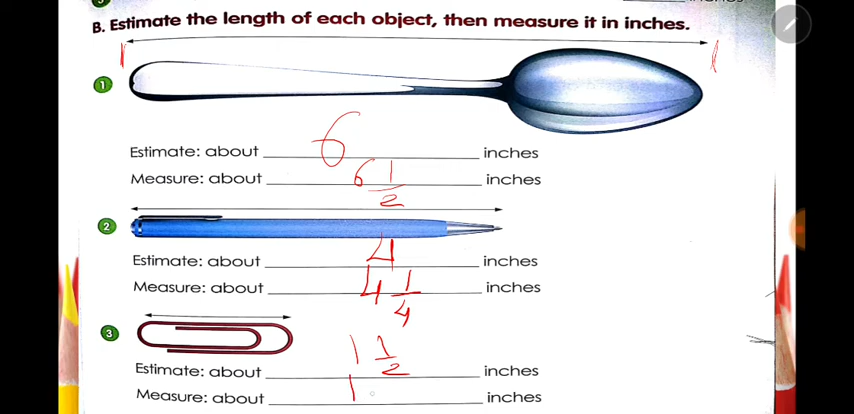 inches
B. Estimate the length of each object, then measure it in inches.
1
Estimate: about 6 inches
Measure: about 6 1/2 inches
2
Estimate: about 4 inches
Measure: about 4 1/4 inches
3
Estimate: about 1 1/2 inches
Measure: about 1 inches